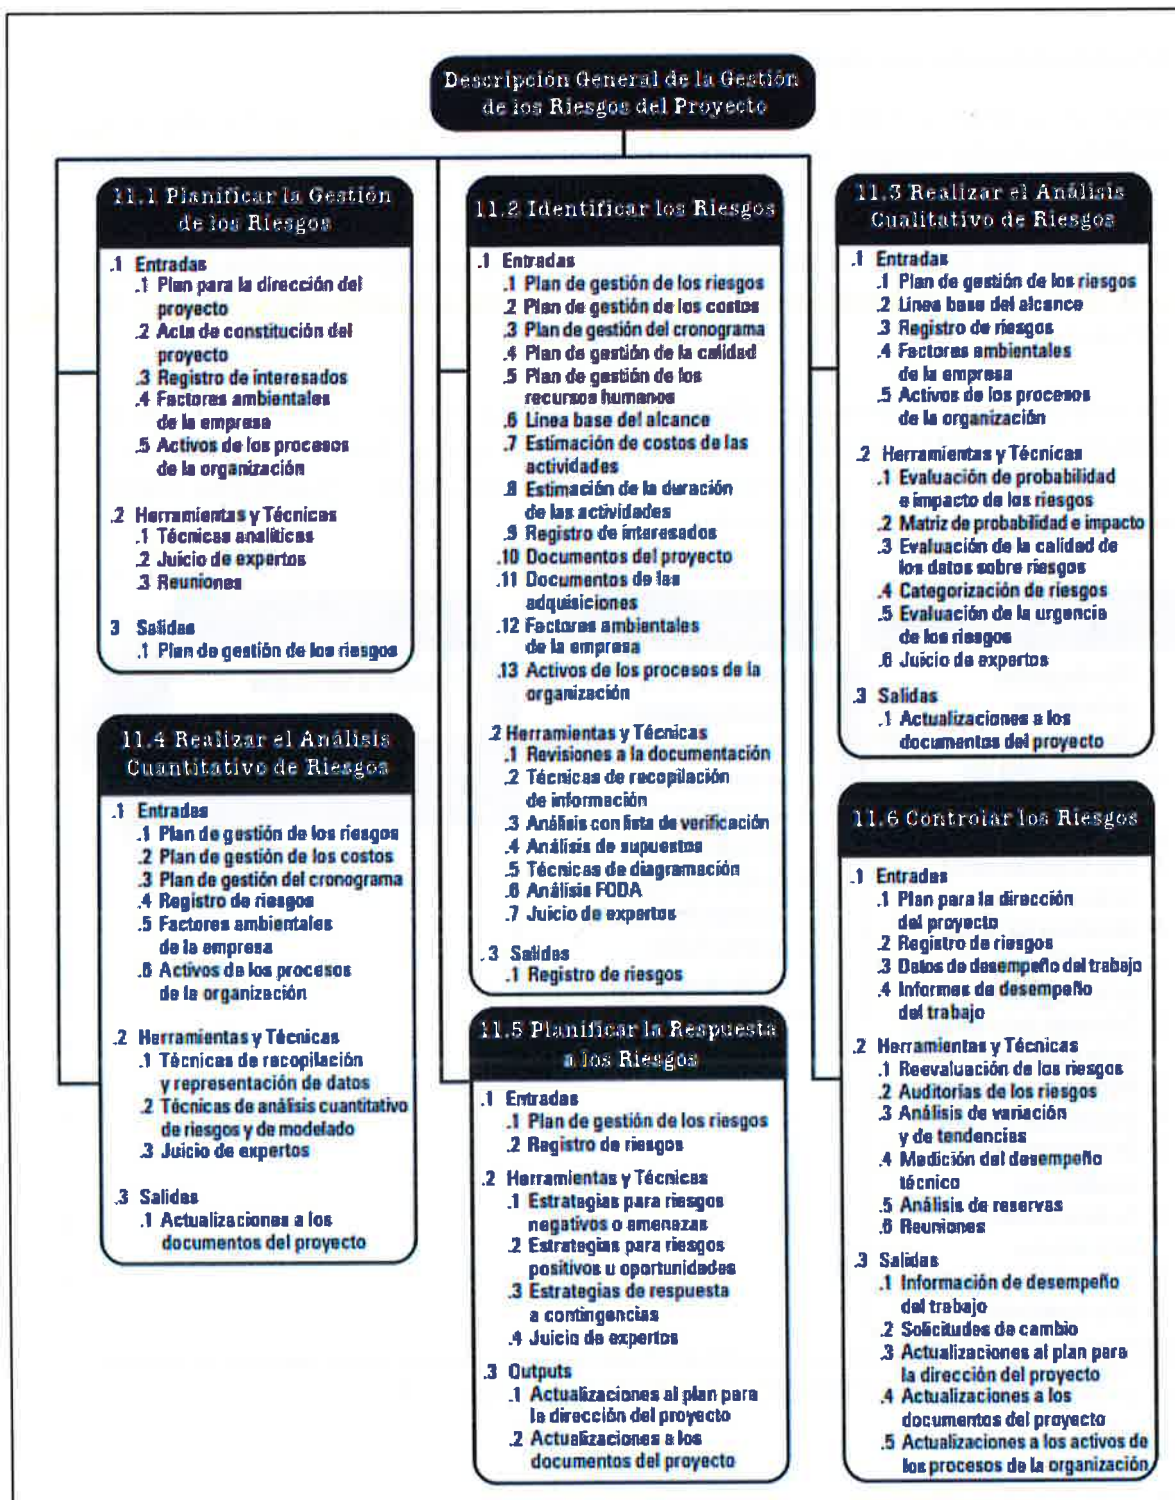 Descripción General de la Gestión
de los Riesgos del Proyecto
11.1 Planificar la Gestión
de los Riesgos
.1 Entradas
.1 Plan para la dirección del
proyecto
.2 Acta de constitución del
proyecto
.3 Registro de interesados
.4 Factores ambientales
de la empresa
.5 Activos de los procesos
de la organización
.2 Herramientas y Técnicas
.1 Técnicas analíticas
.2 Juicio de expertos
.3 Reuniones
3 Salidas
.1 Plan de gestión de los riesgos
11.2 Identificar los Riesgos
.1 Entradas
.1 Plan de gestión de los riesgos
.2 Plan de gestión de los costos
.3 Plan de gestión del cronograma
.4 Plan de gestión de la calidad
.5 Plan de gestión de los
recursos humanos
.6 Línea base del alcance
.7 Estimación de costos de las
actividades
.8 Estimación de la duración
de las actividades
.9 Registro de interesados
.10 Documentos del proyecto
.11 Documentos de las
adquisiciones
.12 Factores ambientales
de la empresa
.13 Activos de los procesos de la
organización
.2 Herramientas y Técnicas
.1 Revisiones a la documentación
.2 Técnicas de recopilación
de información
.3 Análisis con lista de verificación
.4 Análisis de supuestos
.5 Técnicas de diagramación
.6 Análisis FODA
.7 Juicio de expertos
.3 Salidas
.1 Registro de riesgos
11.3 Realizar el Análisis
Cualitativo de Riesgos
.1 Entradas
.1 Plan de gestión de los riesgos
.2 Línea base del alcance
.3 Registro de riesgos
.4 Factores ambientales
de la empresa
.5 Activos de los procesos
de la organización
.2 Herramientas y Técnicas
.1 Evaluación de probabilidad
e impacto de los riesgos
.2 Matriz de probabilidad e impacto
.3 Evaluación de la calidad de
los datos sobre riesgos
.4 Categorización de riesgos
.5 Evaluación de la urgencia
de los riesgos
.6 Juicio de expertos
.3 Salidas
.1 Actualizaciones a los
documentos del proyecto
11.4 Realizar el Análisis
Cuantitativo de Riesgos
.1 Entradas
.1 Plan de gestión de los riesgos
.2 Plan de gestión de los costos
.3 Plan de gestión del cronograma
.4 Registro de riesgos
.5 Factores ambientales
de la empresa
.6 Activos de los procesos
de la organización
.2 Herramientas y Técnicas
.1 Técnicas de recopilación
y representación de datos
.2 Técnicas de análisis cuantitativo
de riesgos y de modelado
.3 Juicio de expertos
.3 Salidas
.1 Actualizaciones a los
documentos del proyecto
11.5 Planificar la Respuesta
a los Riesgos
.1 Entradas
.1 Plan de gestión de los riesgos
.2 Registro de riesgos
.2 Herramientas y Técnicas
.1 Estrategias para riesgos
negativos o amenazas
.2 Estrategias para riesgos
positivos u oportunidades
.3 Estrategias de respuesta
a contingencias
.4 Juicio de expertos
.3 Outputs
.1 Actualizaciones al plan para
la dirección del proyecto
.2 Actualizaciones a los
documentos del proyecto
11.6 Controlar los Riesgos
.1 Entradas
.1 Plan para la dirección
del proyecto
.2 Registro de riesgos
.3 Datos de desempeño del trabajo
.4 Informes de desempeño
del trabajo
.2 Herramientas y Técnicas
.1 Reevaluación de los riesgos
.2 Auditorías de los riesgos
.3 Análisis de variación
y de tendencias
.4 Medición del desempeño
técnico
.5 Análisis de reservas
.6 Reuniones
.3 Salidas
.1 Información de desempeño
del trabajo
.2 Solicitudes de cambio
.3 Actualizaciones al plan para
la dirección del proyecto
.4 Actualizaciones a los
documentos del proyecto
.5 Actualizaciones a los activos de
los procesos de la organización